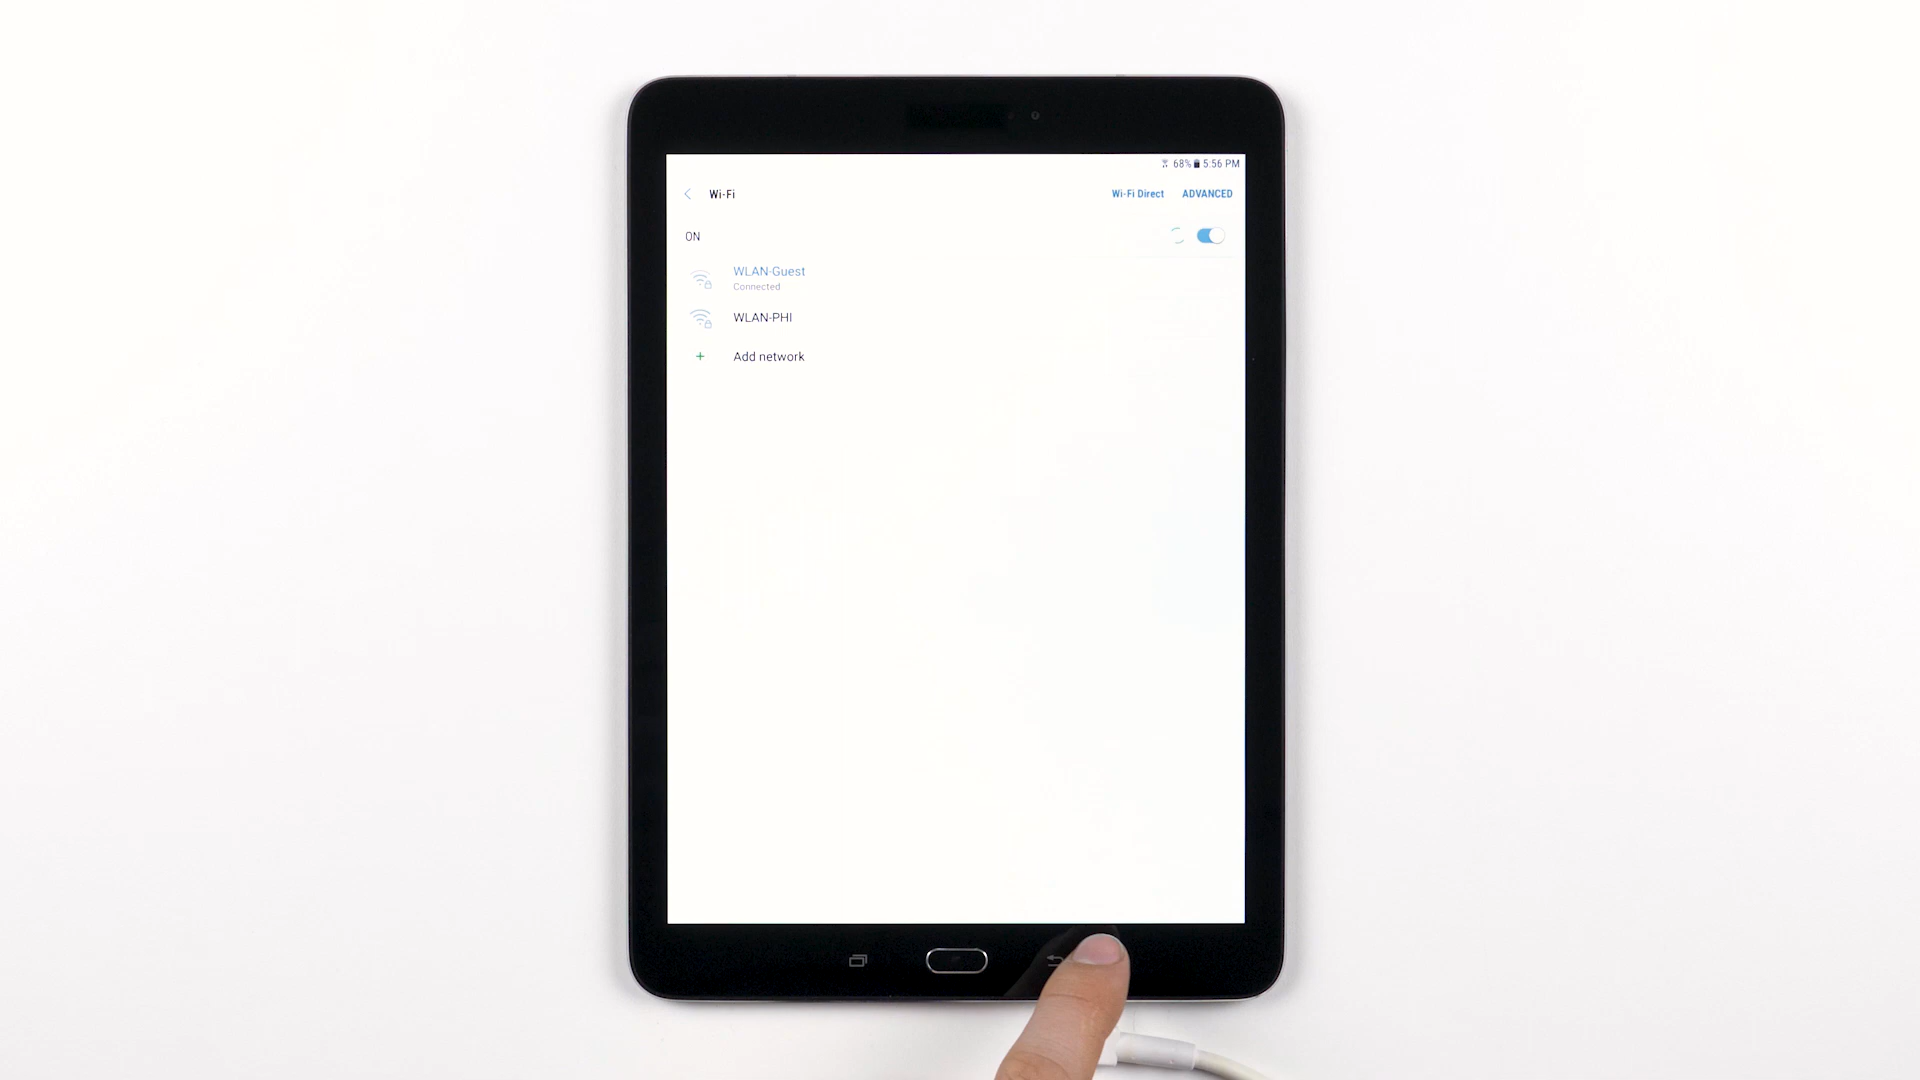 68% 5:56 PM
Wi-Fi
Wi-Fi Direct
ADVANCED
ON
WLAN-Guest
Connected
WLAN-PHI
Add network